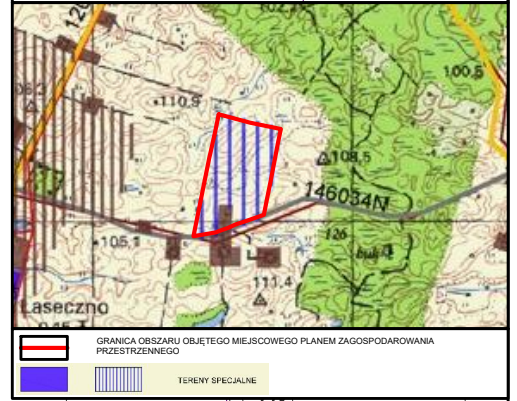 110,9
100,5
108,5
146034N
126
buk
105,1
111,4
Laseczno
GRANICA OBSZARU OBJĘTEGO MIEJSCOWEGO PLANEM ZAGOSPODAROWANIA
PRZESTRZENNEGO
TERENY SPECJALNE